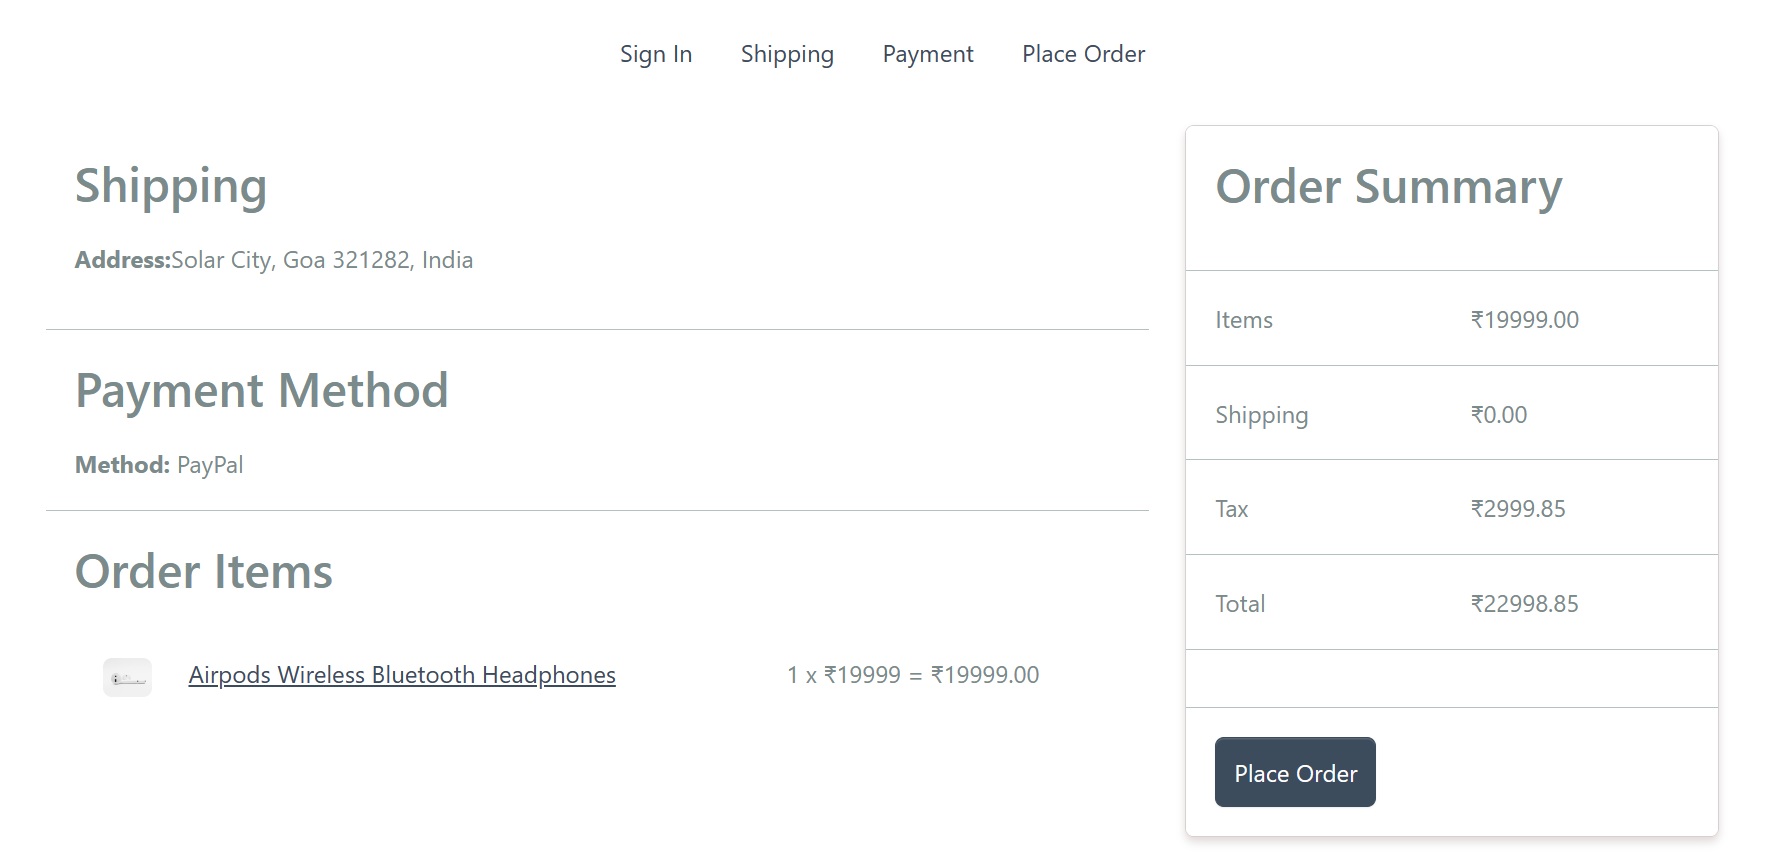 Sign In Shipping Payment Place Order
Shipping
Address:Solar City, Goa 321282, India
Payment Method
Method: PayPal
Order Items
Airpods Wireless Bluetooth Headphones 1 x ₹19999 = ₹19999.00
Order Summary
Items ₹19999.00
Shipping ₹0.00
Tax ₹2999.85
Total ₹22998.85
Place Order